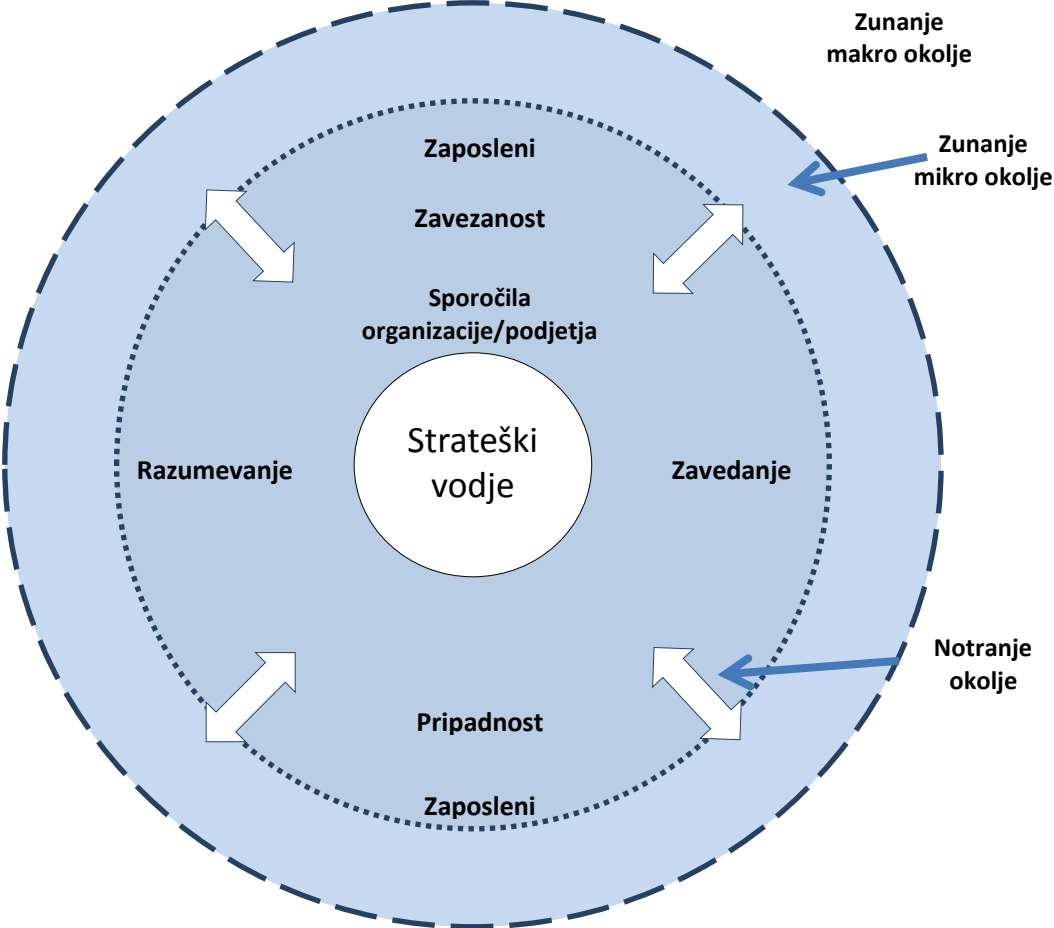 Zunanje
makro okolje
Zaposleni
Zunanje
mikro okolje
Zavezanost
Sporočila
organizacije/podjetja
Strateški
vodje
Razumevanje
Zavedanje
Notranje
okolje
Pripadnost
Zaposleni